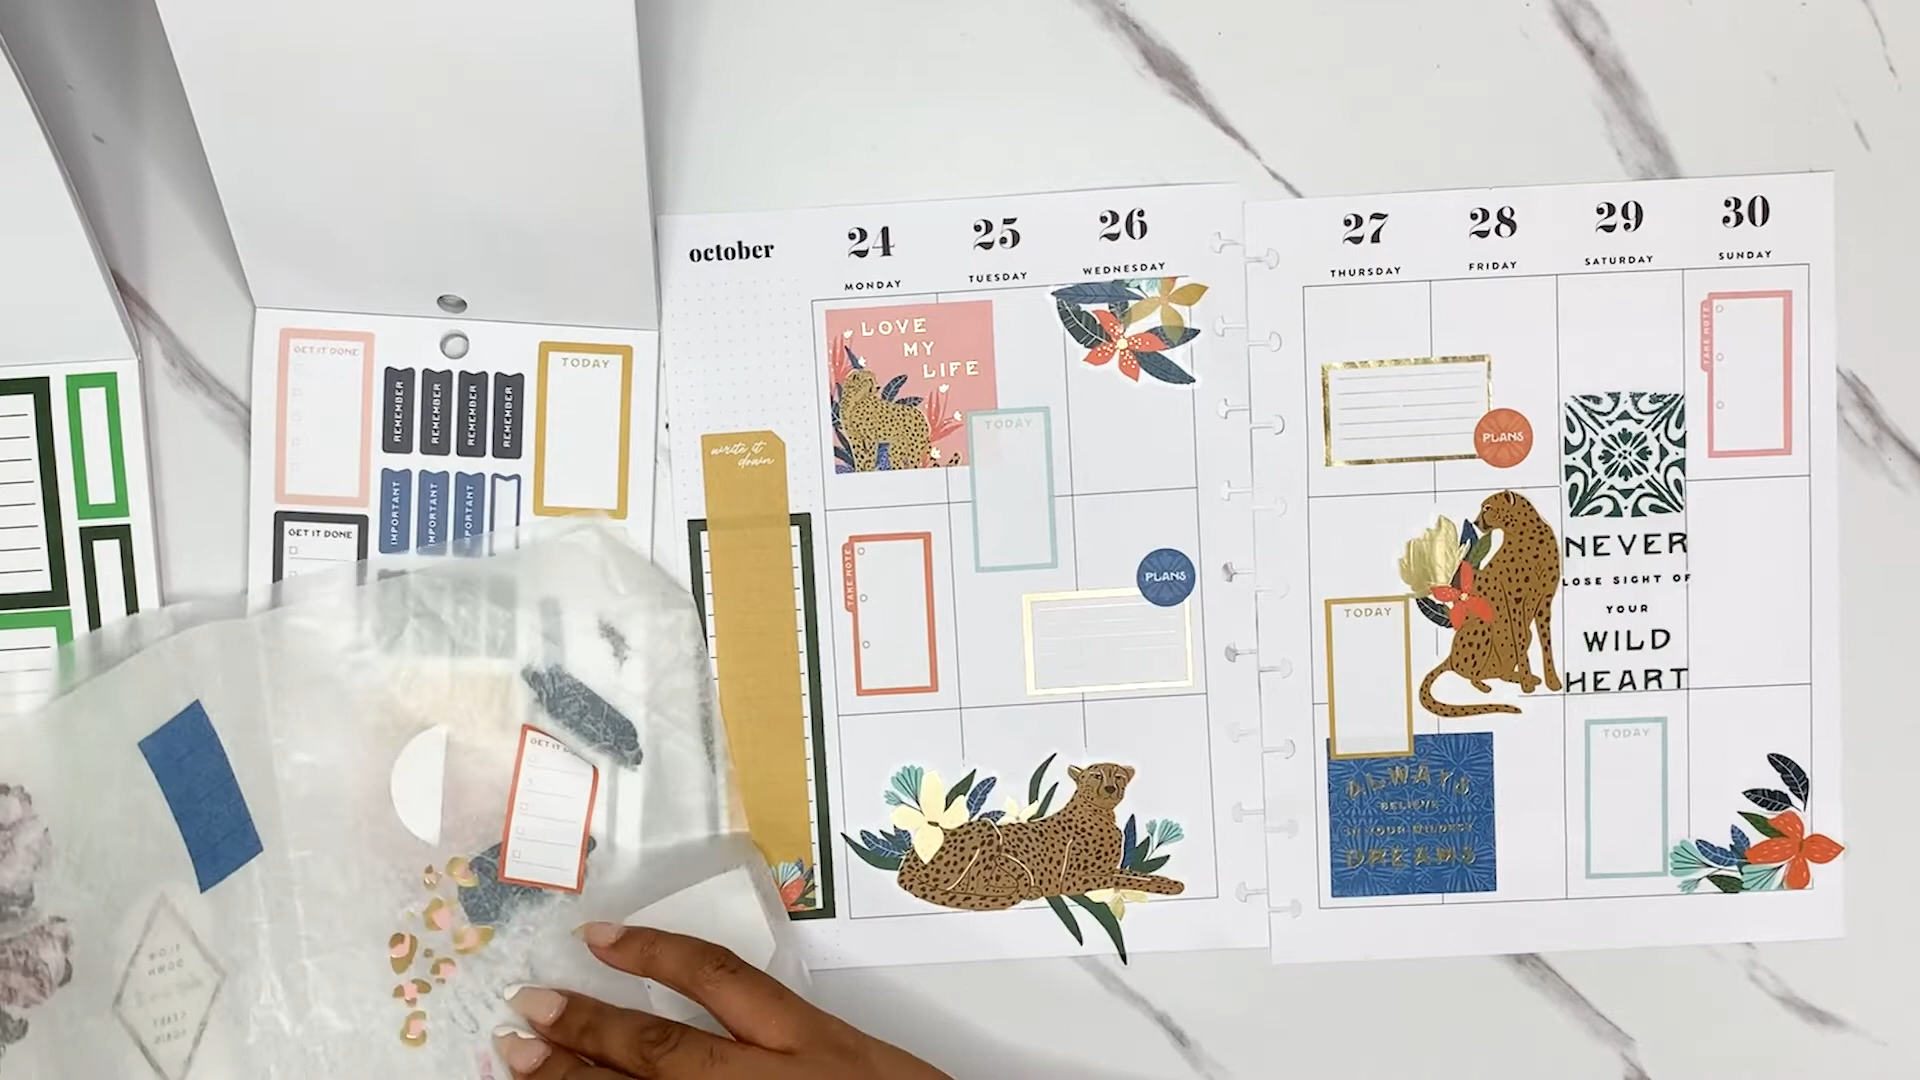 GET IT DONE
REMEMBER
REMEMBER
REMEMBER
REMEMBER
TODAY
IMPORTANT
IMPORTANT
IMPORTANT
GET IT DONE
GET IT
october
24
MONDAY
25
TUESDAY
26
WEDNESDAY
LOVE
MY
LIFE
write it
down
TODAY
TAKE NOTE
PLANS
27
THURSDAY
28
FRIDAY
29
SATURDAY
30
SUNDAY
PLANS
TAKE NOTE
NEVER
LOSE SIGHT OF
YOUR
WILD
HEART
TODAY
TODAY
ALWAYS
BELIEVE
IN YOUR WILDEST
DREAMS